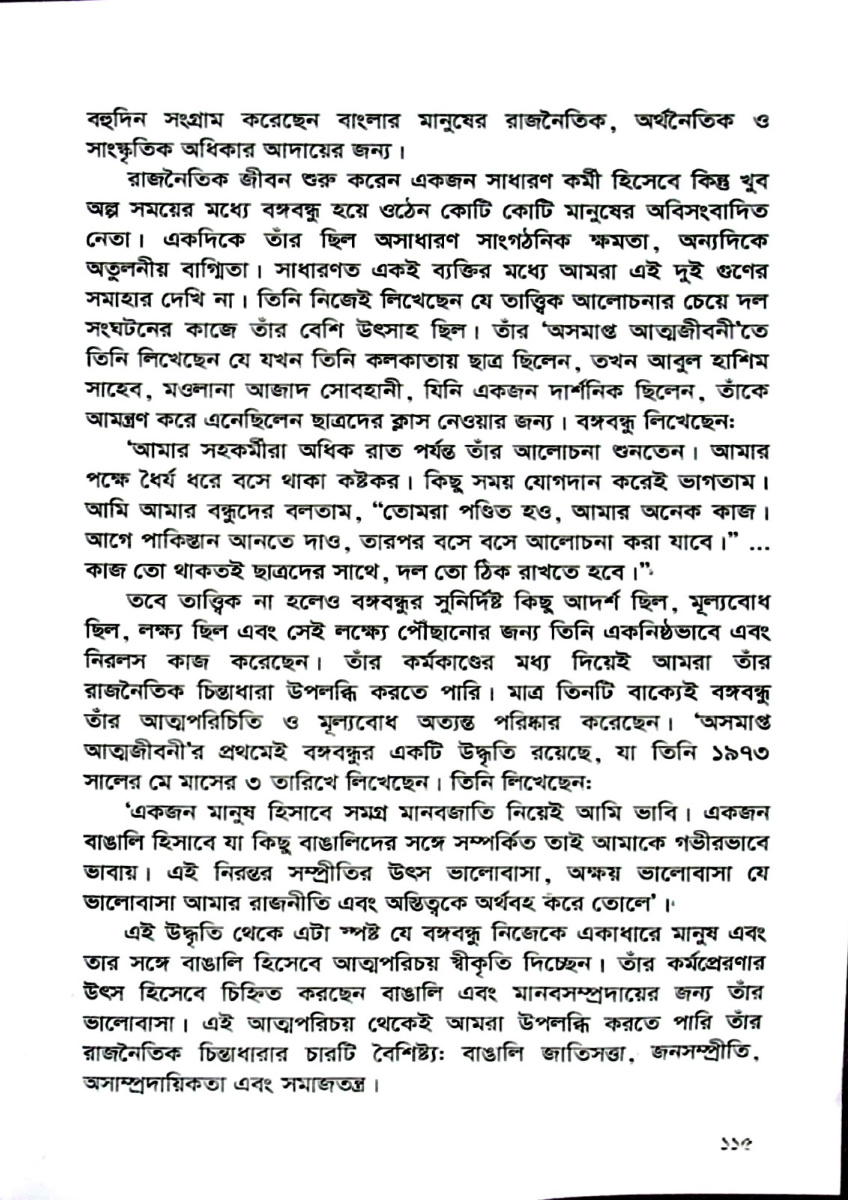 বহুদিন সংগ্রাম করেছেন বাংলার মানুষের রাজনৈতিক, অর্থনৈতিক ও
সাংস্কৃতিক অধিকার আদায়ের জন্য।
রাজনৈতিক জীবন শুরু করেন একজন সাধারণ কর্মী হিসেবে কিন্তু খুব
অল্প সময়ের মধ্যে বঙ্গবন্ধু হয়ে ওঠেন কোটি কোটি মানুষের অবিসংবাদিত
নেতা। একদিকে তাঁর ছিল অসাধারণ সাংগঠনিক ক্ষমতা, অন্যদিকে
অতুলনীয় বাগ্মিতা। সাধারণত একই ব্যক্তির মধ্যে আমরা এই দুই গুণের
সমাহার দেখি না। তিনি নিজেই লিখেছেন যে তাত্ত্বিক আলোচনার চেয়ে দল
সংঘটনের কাজে তাঁর বেশি উৎসাহ ছিল। তাঁর ‘অসমাপ্ত আত্মজীবনী’তে
তিনি লিখেছেন যে যখন তিনি কলকাতায় ছাত্র ছিলেন, তখন আবুল হাশিম
সাহেব, মওলানা আজাদ সোবহানী, যিনি একজন দার্শনিক ছিলেন, তাঁকে
আমন্ত্রণ করে এনেছিলেন ছাত্রদের ক্লাস নেওয়ার জন্য। বঙ্গবন্ধু লিখেছেন:
‘আমার সহকর্মীরা অধিক রাত পর্যন্ত তাঁর আলোচনা শুনতেন। আমার
পক্ষে ধৈর্য ধরে বসে থাকা কষ্টকর। কিছু সময় যোগদান করেই ভাগতাম।
আমি আমার বন্ধুদের বলতাম, “তোমরা পণ্ডিত হও, আমার অনেক কাজ।
আগে পাকিস্তান আনতে দাও, তারপর বসে বসে আলোচনা করা যাবে।” ...
কাজ তো থাকতই ছাত্রদের সাথে, দল তো ঠিক রাখতে হবে।”
তবে তাত্ত্বিক না হলেও বঙ্গবন্ধুর সুনির্দিষ্ট কিছু আদর্শ ছিল, মূল্যবোধ
ছিল, লক্ষ্য ছিল এবং সেই লক্ষ্যে পৌঁছানোর জন্য তিনি একনিষ্ঠভাবে এবং
নিরলস কাজ করেছেন। তাঁর কর্মকাণ্ডের মধ্য দিয়েই আমরা তাঁর
রাজনৈতিক চিন্তাধারা উপলব্ধি করতে পারি। মাত্র তিনটি বাক্যেই বঙ্গবন্ধু
তাঁর আত্মপরিচিতি ও মূল্যবোধ অত্যন্ত পরিষ্কার করেছেন। ‘অসমাপ্ত
আত্মজীবনী’র প্রথমেই বঙ্গবন্ধুর একটি উদ্ধৃতি রয়েছে, যা তিনি ১৯৭৩
সালের মে মাসের ৩ তারিখে লিখেছেন। তিনি লিখেছেন:
‘একজন মানুষ হিসাবে সমগ্র মানবজাতি নিয়েই আমি ভাবি। একজন
বাঙালি হিসাবে যা কিছু বাঙালিদের সঙ্গে সম্পর্কিত তাই আমাকে গভীরভাবে
ভাবায়। এই নিরন্তর সম্প্রীতির উৎস ভালোবাসা, অক্ষয় ভালোবাসা যে
ভালোবাসা আমার রাজনীতি এবং অস্তিত্বকে অর্থবহ করে তোলে’।
এই উদ্ধৃতি থেকে এটা স্পষ্ট যে বঙ্গবন্ধু নিজেকে একাধারে মানুষ এবং
তার সঙ্গে বাঙালি হিসেবে আত্মপরিচয় স্বীকৃতি দিচ্ছেন। তাঁর কর্মপ্রেরণার
উৎস হিসেবে চিহ্নিত করছেন বাঙালি এবং মানবসম্প্রদায়ের জন্য তাঁর
ভালোবাসা। এই আত্মপরিচয় থেকেই আমরা উপলব্ধি করতে পারি তাঁর
রাজনৈতিক চিন্তাধারার চারটি বৈশিষ্ট্য: বাঙালি জাতিসত্তা, জনসম্প্রীতি,
অসাম্প্রদায়িকতা এবং সমাজতন্ত্র।
১১৫